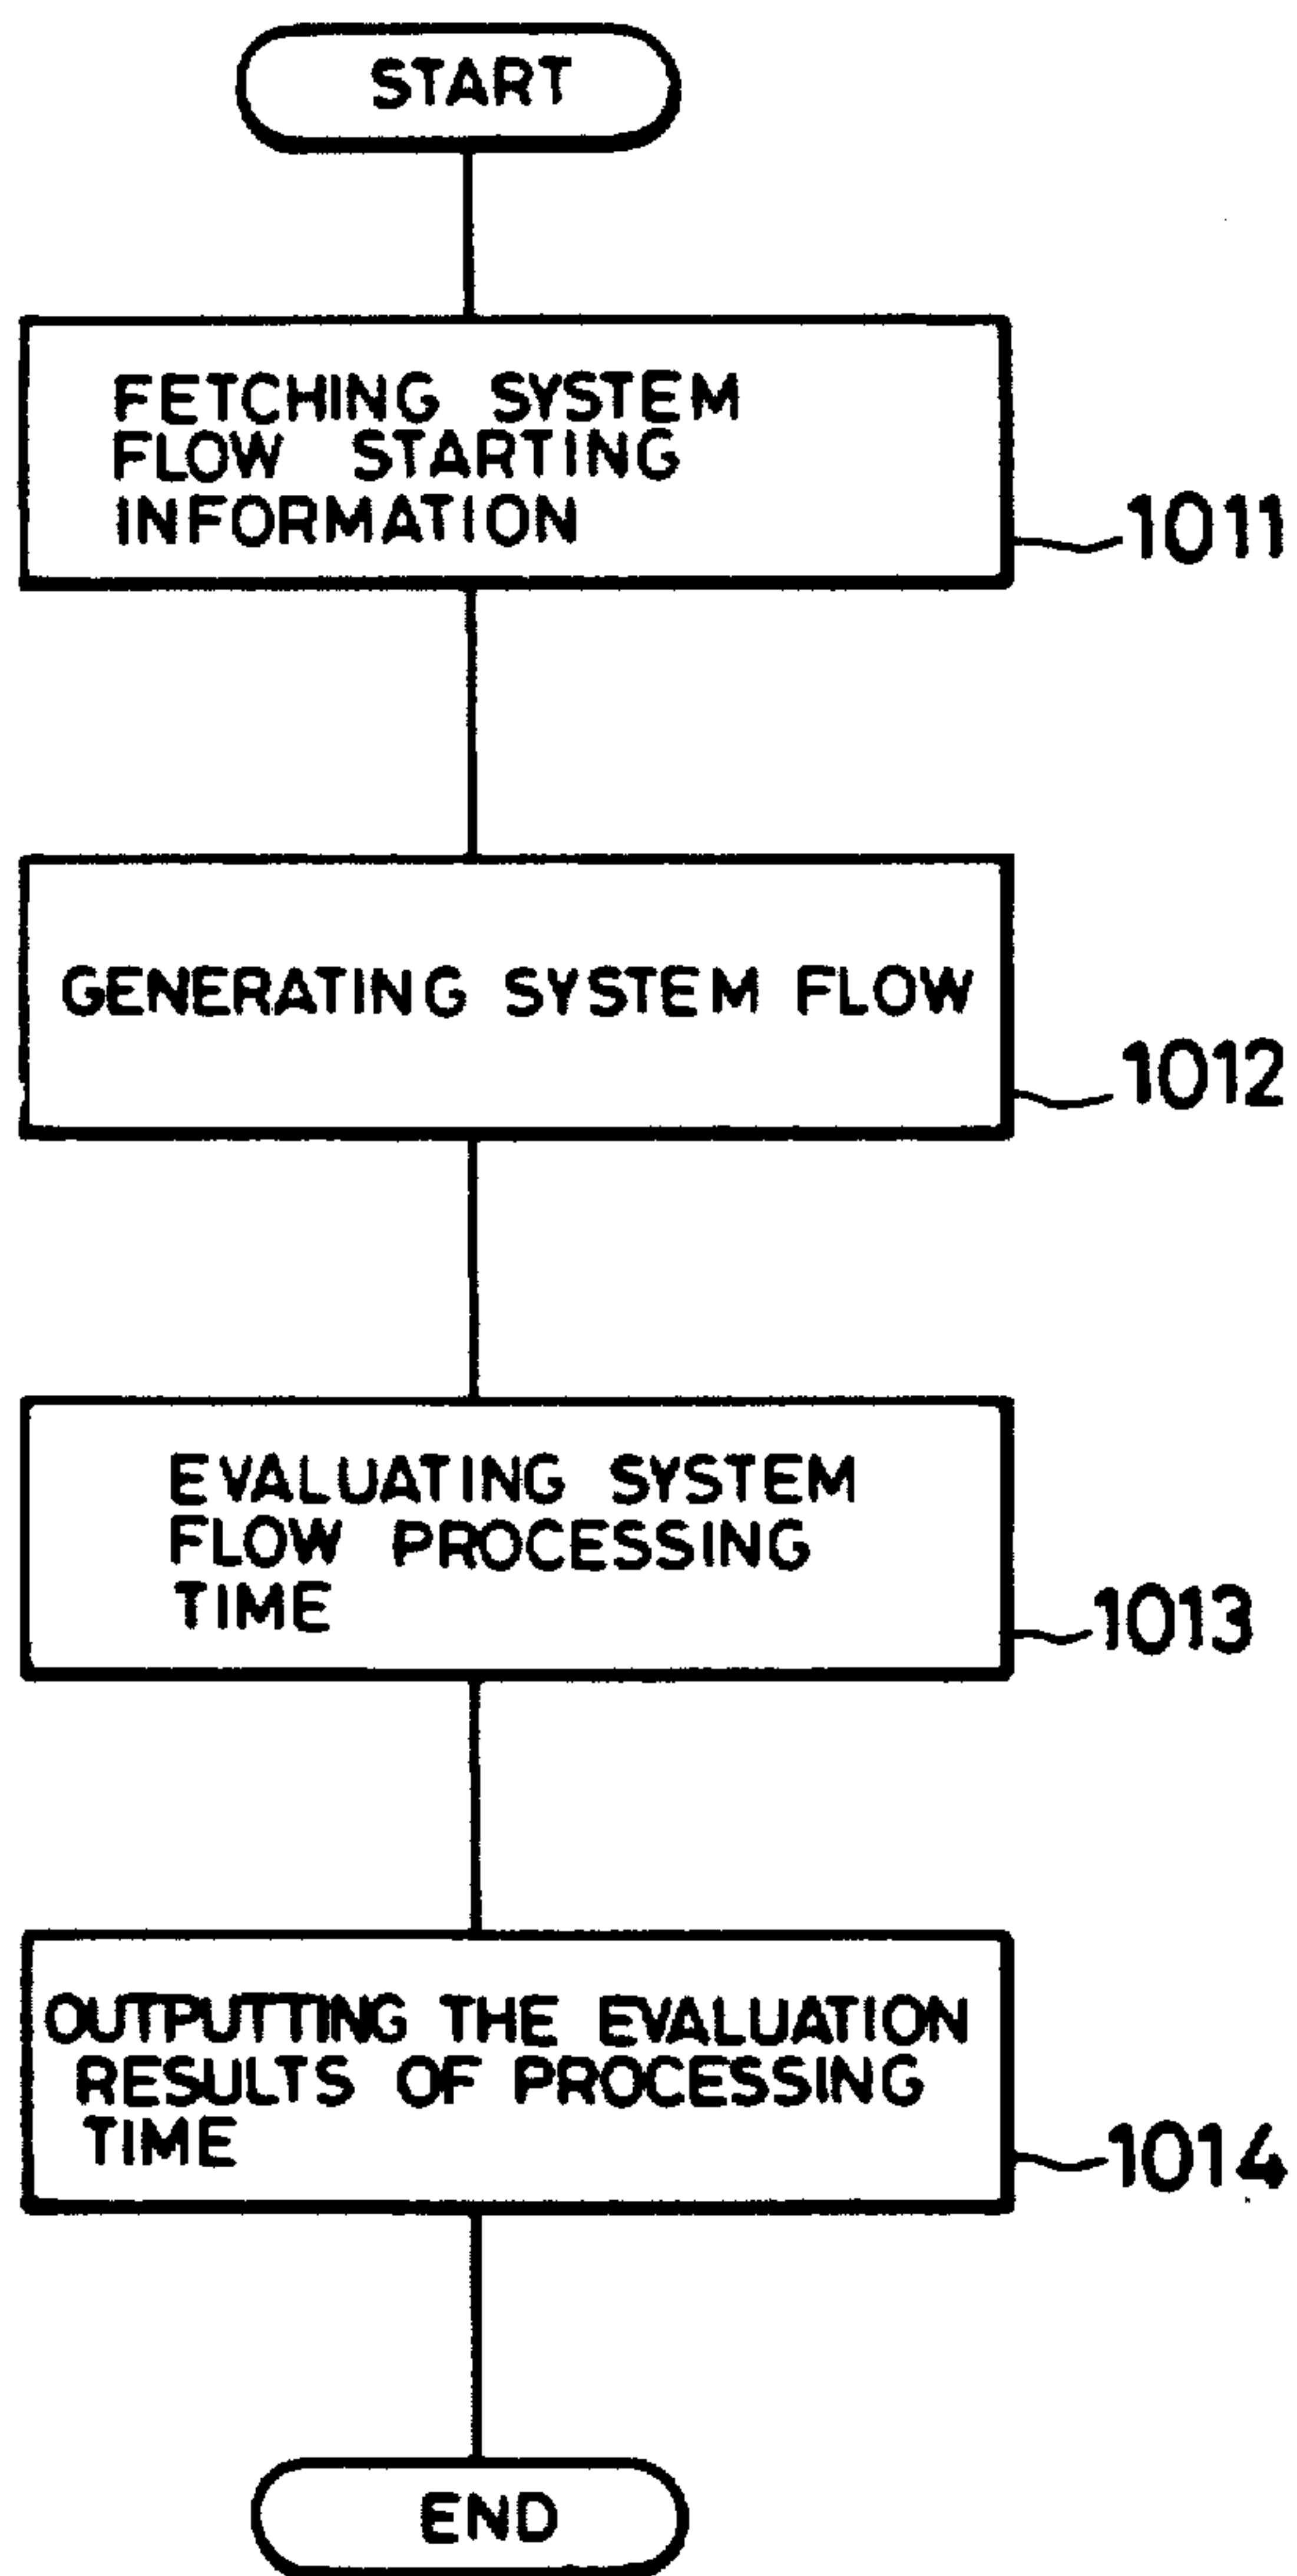 START
FETCHING SYSTEM
FLOW STARTING
INFORMATION
1011
GENERATING SYSTEM FLOW
1012
EVALUATING SYSTEM
FLOW PROCESSING
TIME
1013
OUTPUTTING THE EVALUATION
RESULTS OF PROCESSING
TIME
1014
END